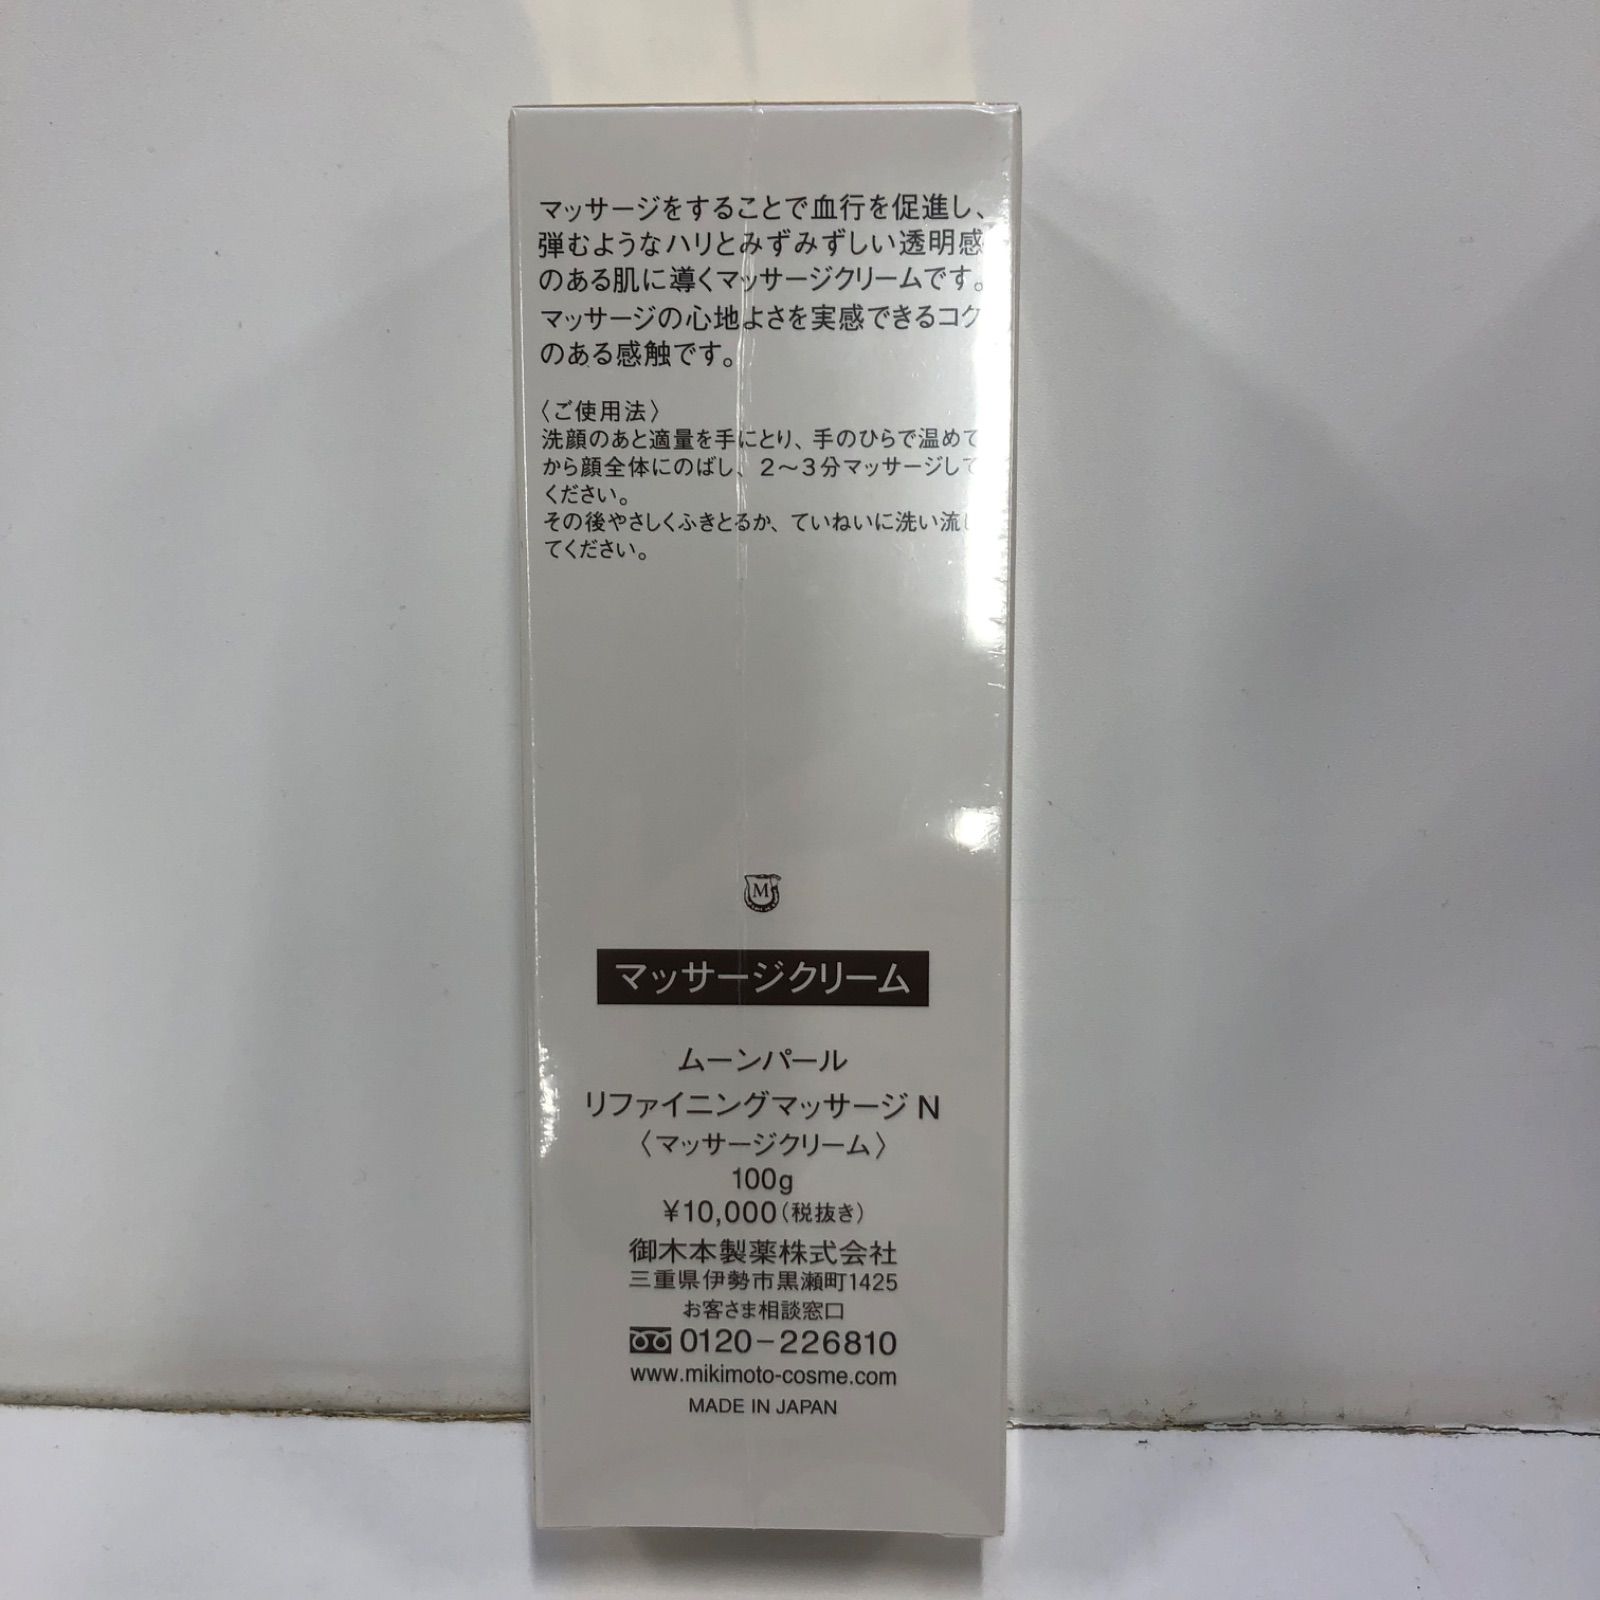 マッサージをすることで血行を促進し、
弾むようなハリとみずみずしい透明感
のある肌に導くマッサージクリームです。
マッサージの心地よさを実感できるコク
のある感触です。
〈ご使用法〉
洗顔のあと適量を手にとり、手のひらで温めて
から顔全体にのばし、2〜3分マッサージして
ください。
その後やさしくふきとるか、ていねいに洗い流し
てください。
M
マッサージクリーム
ムーンパール
リファイニングマッサージ N
〈マッサージクリーム〉
100g
¥10,000(税抜き)
御木本製薬株式会社
三重県伊勢市黒瀬町1425
お客さま相談窓口
0120-226810
www.mikimoto-cosme.com
MADE IN JAPAN